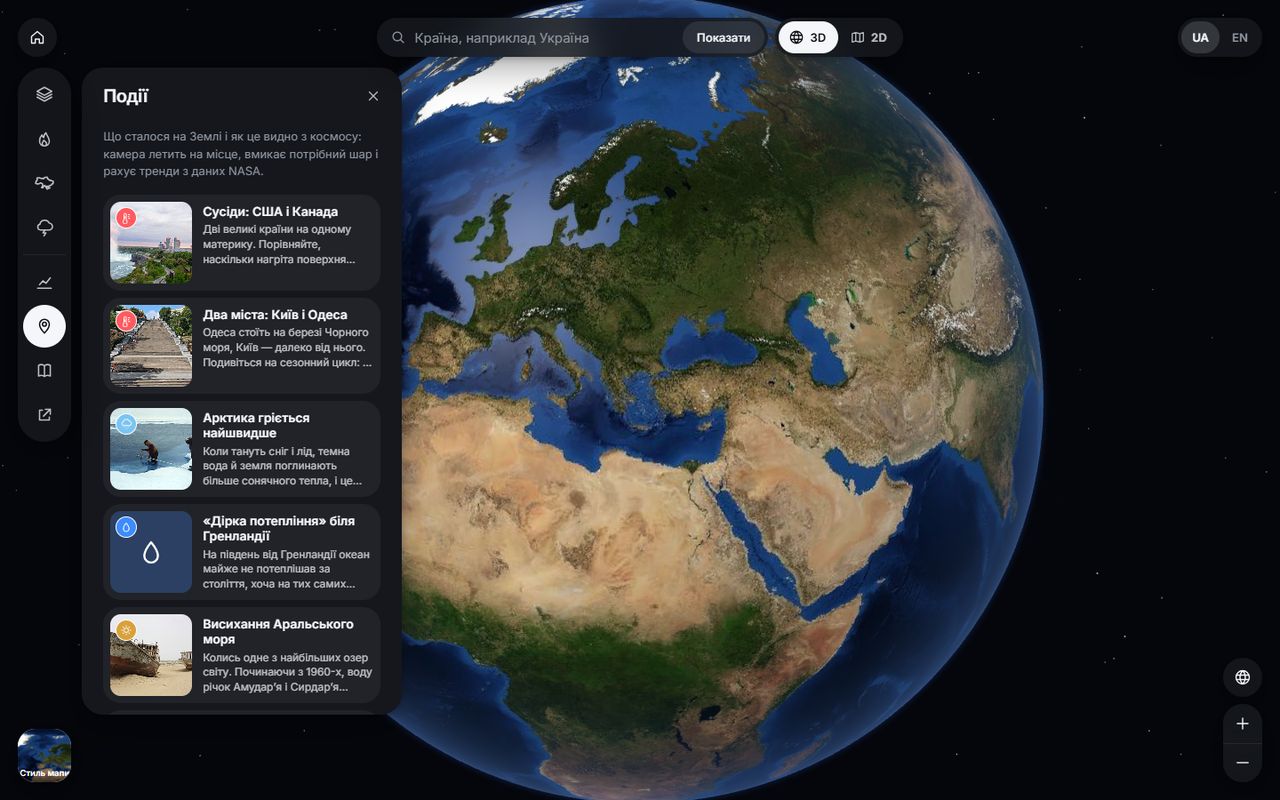 Країна, наприклад Україна
Показати
3D
2D
UA
EN
Події
Що сталося на Землі і як це видно з космосу:
камера летить на місце, вмикає потрібний шар і
рахує тренди з даних NASA.
Сусіди: США і Канада
Дві великі країни на одному
материку. Порівняйте,
наскільки нагріта поверхня...
Два міста: Київ і Одеса
Одеса стоїть на березі Чорного
моря, Київ — далеко від нього.
Подивіться на сезонний цикл: ...
Арктика гріється
найшвидше
Коли тануть сніг і лід, темна
вода й земля поглинають
більше сонячного тепла, і це...
«Дірка потепління» біля
Гренландії
На південь від Гренландії океан
майже не потеплішав за
століття, хоча на тих самих...
Висихання Аральського
моря
Колись одне з найбільших озер
світу. Починаючи з 1960-х, воду
річок Амудар’я і Сирдар’я...
Стиль мапи